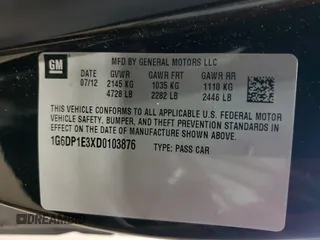 GM
MFD BY GENERAL MOTORS LLC
DATE GVWR GAWR FRT GAWR RR
07/12 2145 KG 1035 KG 1110 KG
4728 LB 2282 LB 2446 LB
THIS VEHICLE CONFORMS TO ALL APPLICABLE U.S. FEDERAL MOTOR
VEHICLE SAFETY, BUMPER, AND THEFT PREVENTION STANDARDS IN
EFFECT ON THE DATE OF MANUFACTURE SHOWN ABOVE.
1G6DP1E3XD0103876 TYPE: PASS CAR